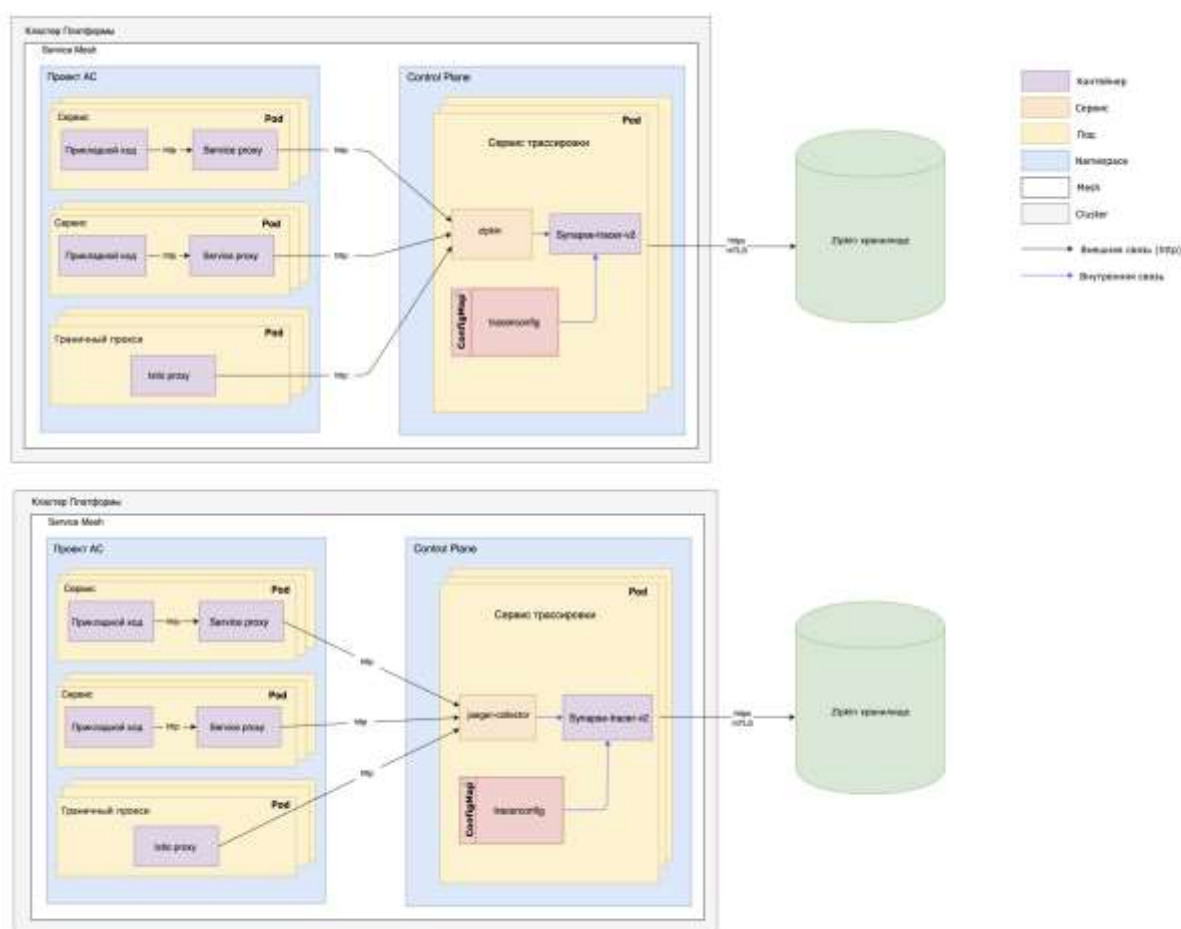 Кластер Платформы
Service Mesh
Проект АС
Control Plane
Сервис
Pod
Прикладной код
http
Service proxy
http
Pod
Сервис трассировки
Сервис
Pod
Прикладной код
http
Service proxy
http
zipkin
Synapse-tracer-v2
https
mTLS
Zipkin хранилище
ConfigMap
tracerconfig
Граничный прокси
Pod
Istio proxy
http
Контейнер
Сервис
Под
Namespace
Mesh
Cluster
Внешняя связь (http)
Внутренняя связь
Кластер Платформы
Service Mesh
Проект АС
Control Plane
Сервис
Pod
Прикладной код
http
Service proxy
http
Pod
Сервис трассировки
Сервис
Pod
Прикладной код
http
Service proxy
http
jaeger-collector
Synapse-tracer-v2
https
mTLS
Zipkin хранилище
ConfigMap
tracerconfig
Граничный прокси
Pod
Istio proxy
http